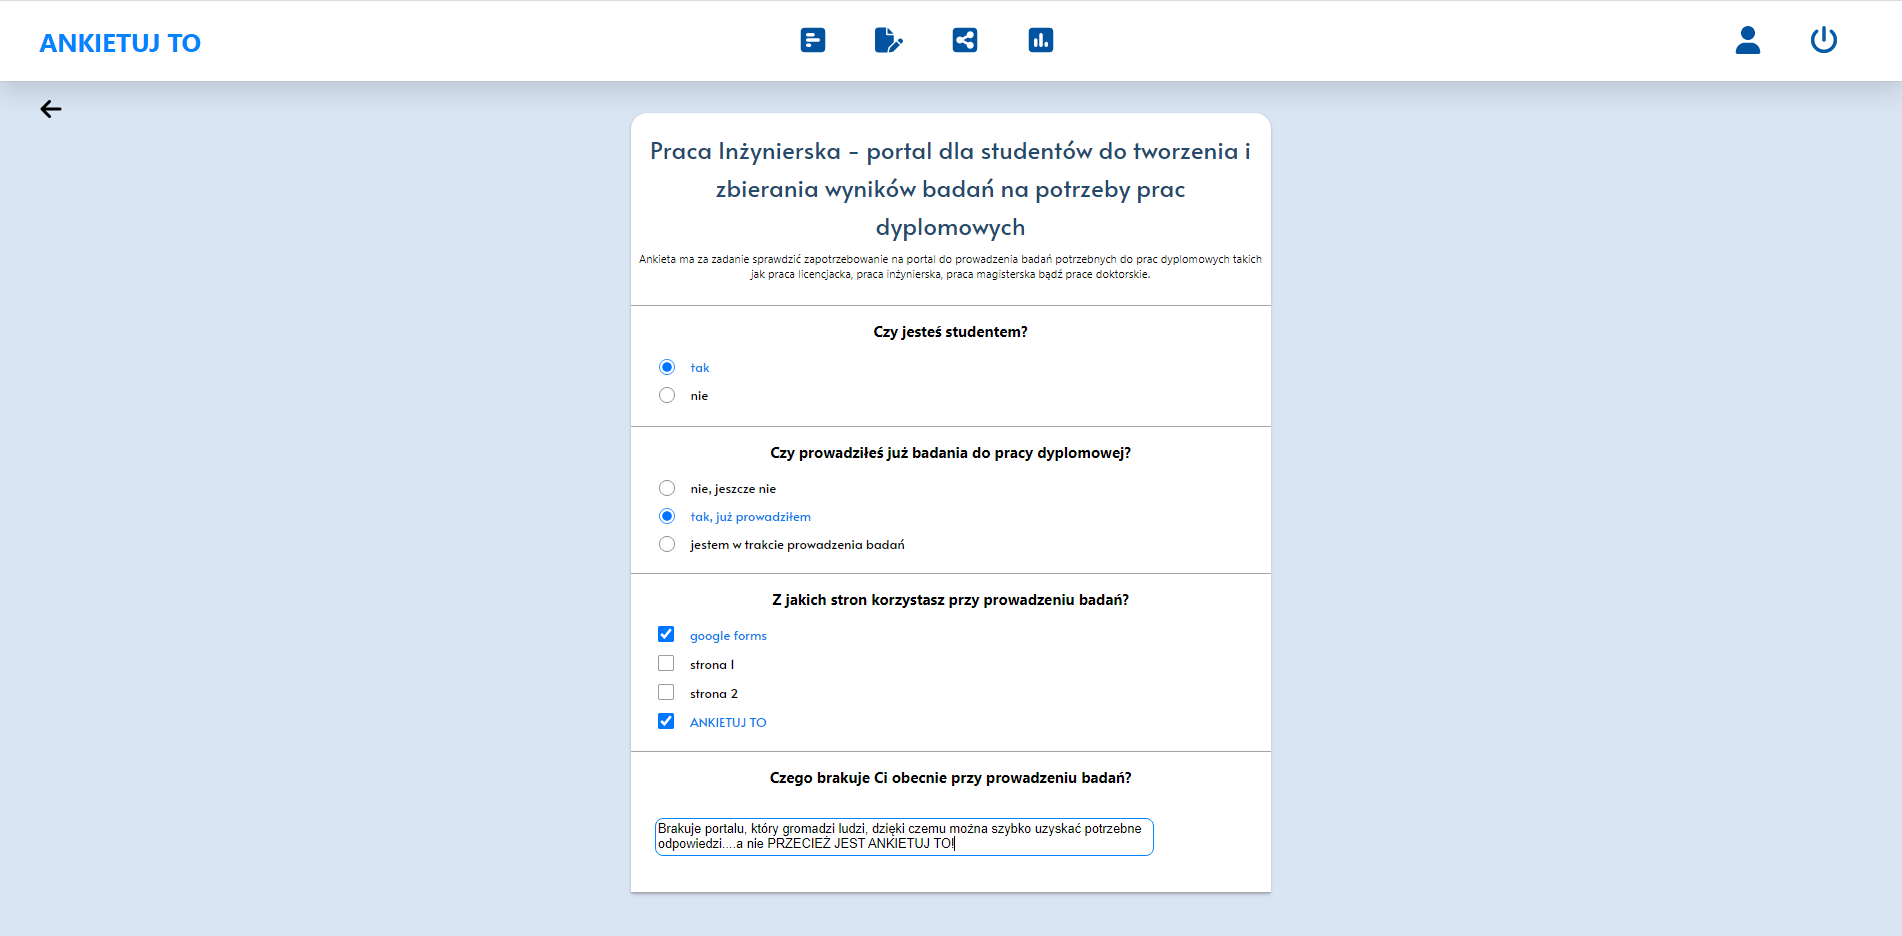 ANKIETUJ TO
Praca Inżynierska - portal dla studentów do tworzenia i
zbierania wyników badań na potrzeby prac
dyplomowych
Ankieta ma za zadanie sprawdzić zapotrzebowanie na portal do prowadzenia badań potrzebnych do prac dyplomowych takich
jak praca licencjacka, praca inżynierska, praca magisterska bądź prace doktorskie.
Czy jesteś studentem?
tak
nie
Czy prowadziłeś już badania do pracy dyplomowej?
nie, jeszcze nie
tak, już prowadziłem
jestem w trakcie prowadzenia badań
Z jakich stron korzystasz przy prowadzeniu badań?
google forms
strona 1
strona 2
ANKIETUJ TO
Czego brakuje Ci obecnie przy prowadzeniu badań?
Brakuje portalu, który gromadzi ludzi, dzięki czemu można szybko uzyskać potrzebne
odpowiedzi....a nie PRZECIEŻ JEST ANKIETUJ TO!